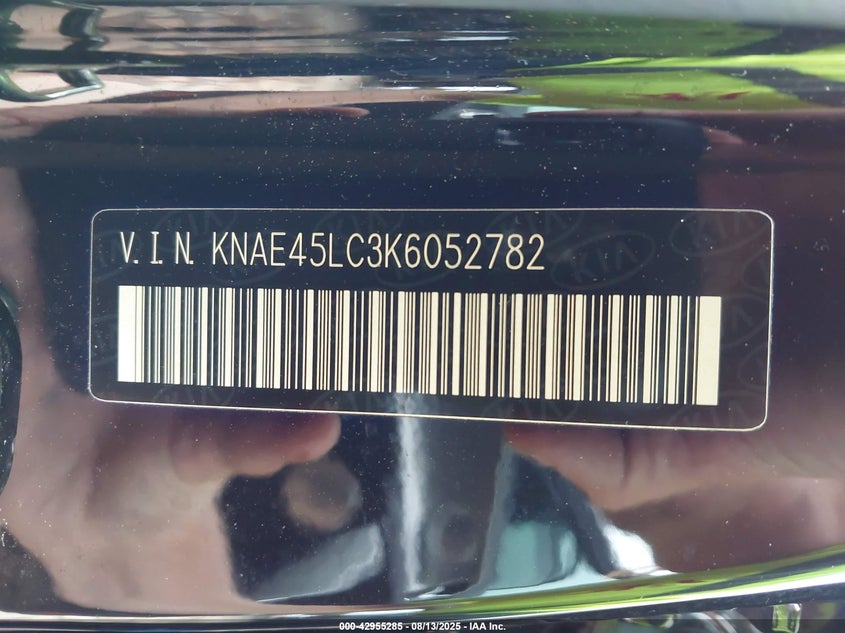 V.I.N. KNAE45LC3K6052782
000-42955285 - 08/13/2025 - IAA Inc.